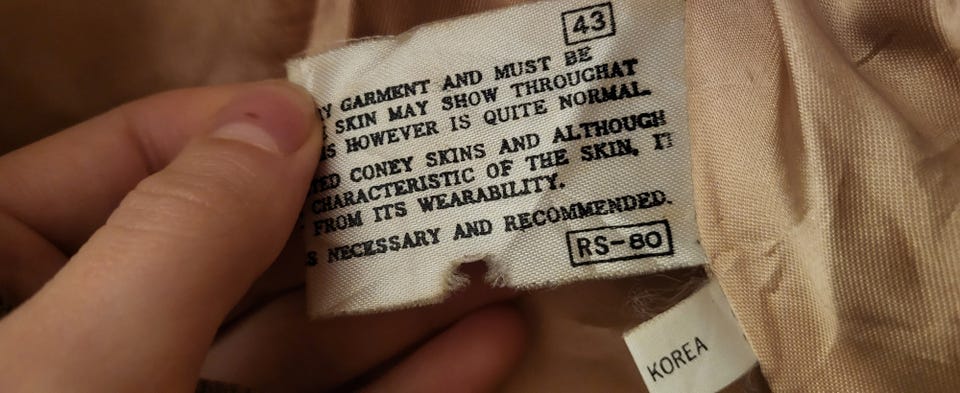 43
GARMENT AND MUST BE
SKIN MAY SHOW THROUGHAT
HOWEVER IS QUITE NORMAL.
CONEY SKINS AND ALTHOUGH
CHARACTERISTIC OF THE SKIN, IT
FROM ITS WEARABILITY.
NECESSARY AND RECOMMENDED.
RS-80
KOREA